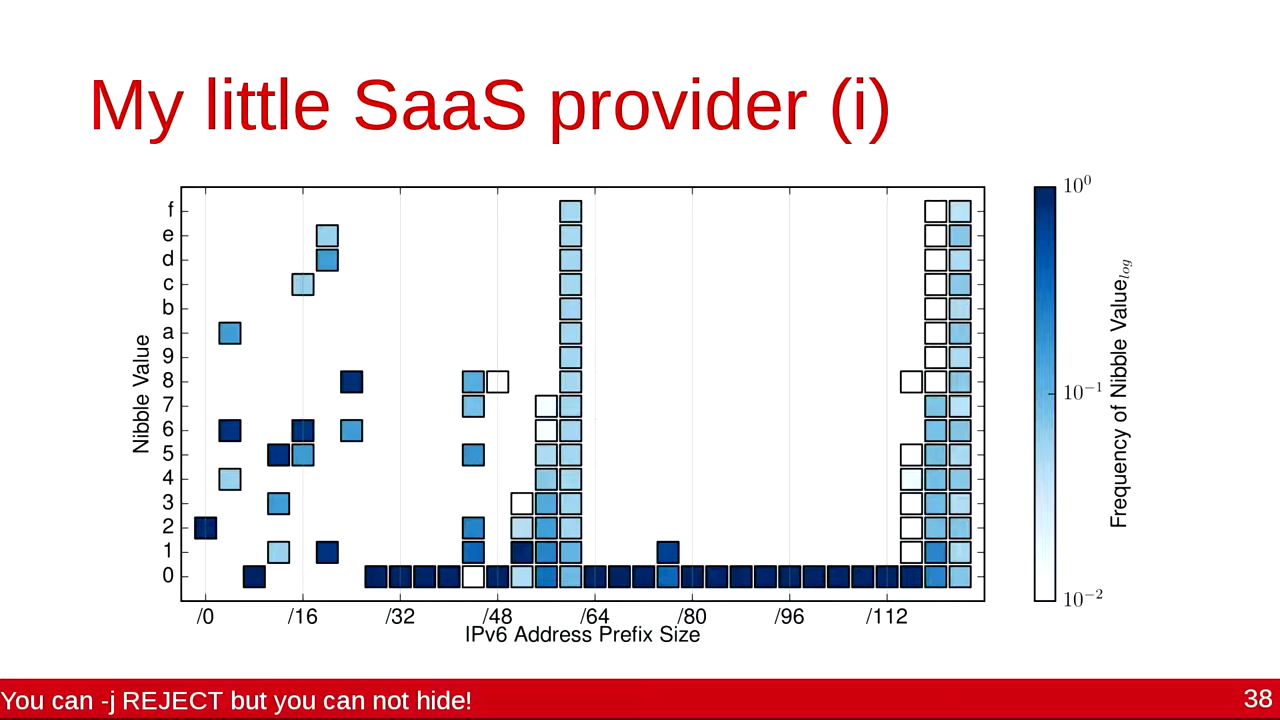 My little SaaS provider (i)
f
e
d
c
b
a
9
8
7
6
5
4
3
2
1
0
Nibble Value
/0 /16 /32 /48 /64 /80 /96 /112
IPv6 Address Prefix Size
10^0
10^-1
10^-2
Frequency of Nibble Value_log
You can -j REJECT but you can not hide!
38